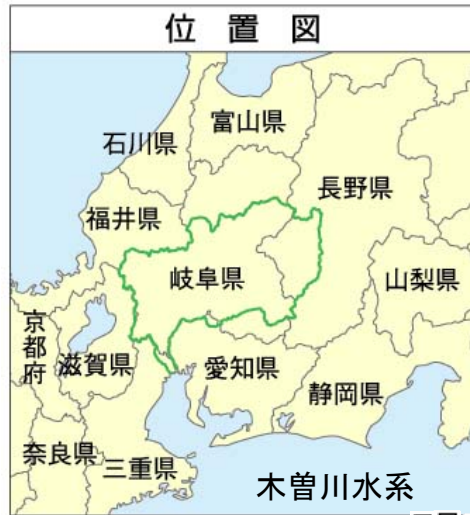 位置図
富山県
石川県
長野県
福井県
岐阜県
山梨県
京都府
滋賀県
愛知県
静岡県
奈良県
三重県
木曽川水系